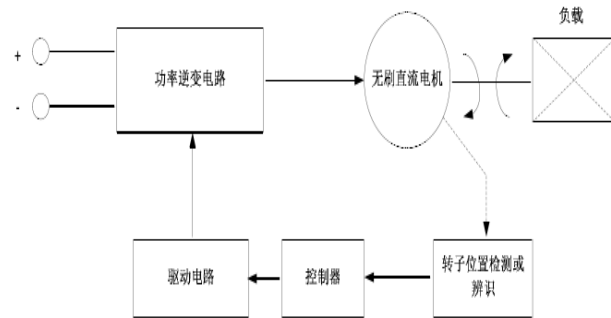 负载
+
功率逆变电路
无刷直流电机
-
驱动电路
控制器
转子位置检测或
辨识